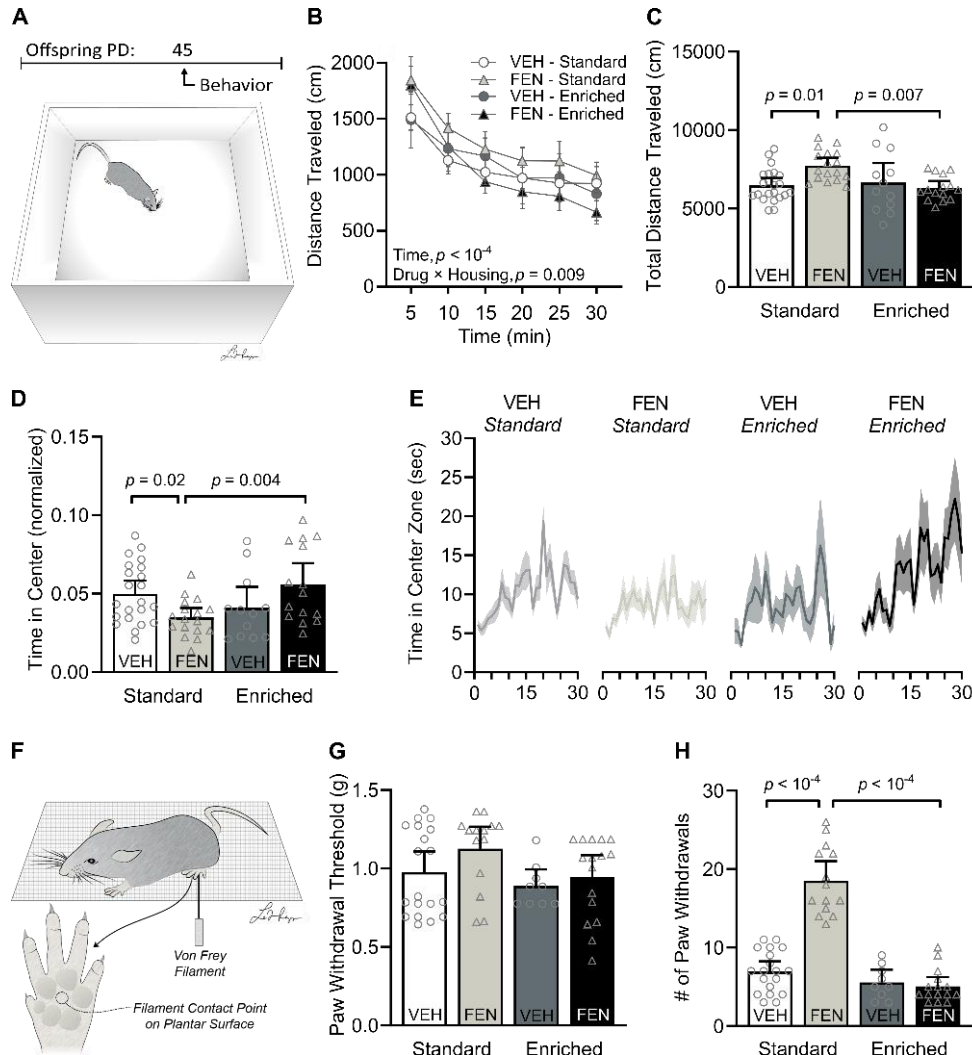 A
Offspring PD: 45
Behavior
B
Distance Traveled (cm)
2000
1500
1000
500
0
VEH - Standard
FEN - Standard
VEH - Enriched
FEN - Enriched
Time, p < 10-4
Drug × Housing, p = 0.009
5 10 15 20 25 30
Time (min)
C
Total Distance Traveled (cm)
15000
10000
5000
0
p = 0.01 p = 0.007
VEH FEN VEH FEN
Standard Enriched
D
Time in Center (normalized)
0.15
0.10
0.05
0.00
p = 0.02 p = 0.004
VEH FEN VEH FEN
Standard Enriched
E
VEH FEN VEH FEN
Standard Standard Enriched Enriched
Time in Center Zone (sec)
30
25
20
15
10
5
0
0 15 30 0 15 30 0 15 30 0 15 30
F
Von Frey
Filament
Filament Contact Point
on Plantar Surface
G
Paw Withdrawal Threshold (g)
1.5
1.0
0.5
0.0
VEH FEN VEH FEN
Standard Enriched
H
# of Paw Withdrawals
30
20
10
0
p < 10-4 p < 10-4
VEH FEN VEH FEN
Standard Enriched